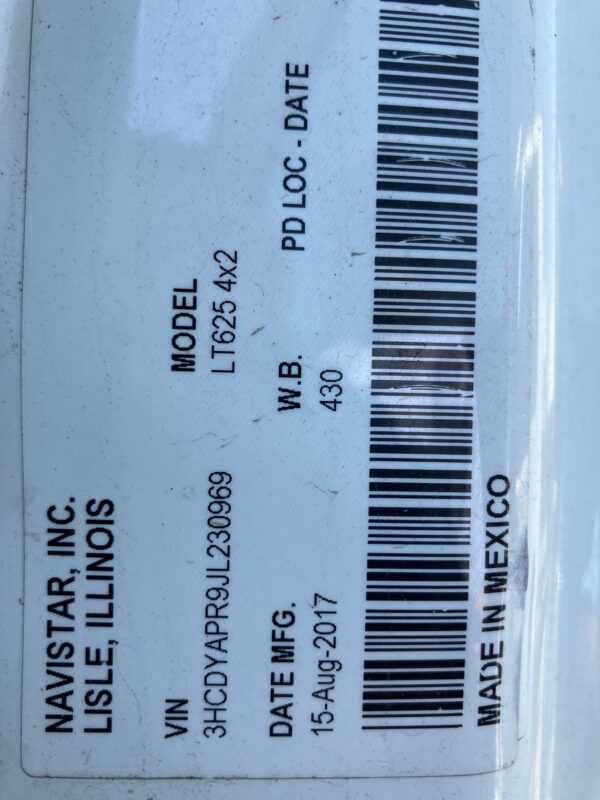 NAVISTAR, INC.
LISLE, ILLINOIS
VIN
3HCDYAPR9JL230969
MODEL
LT625 4x2
DATE MFG.
15-Aug-2017
W.B.
430
PD LOC - DATE
MADE IN MEXICO